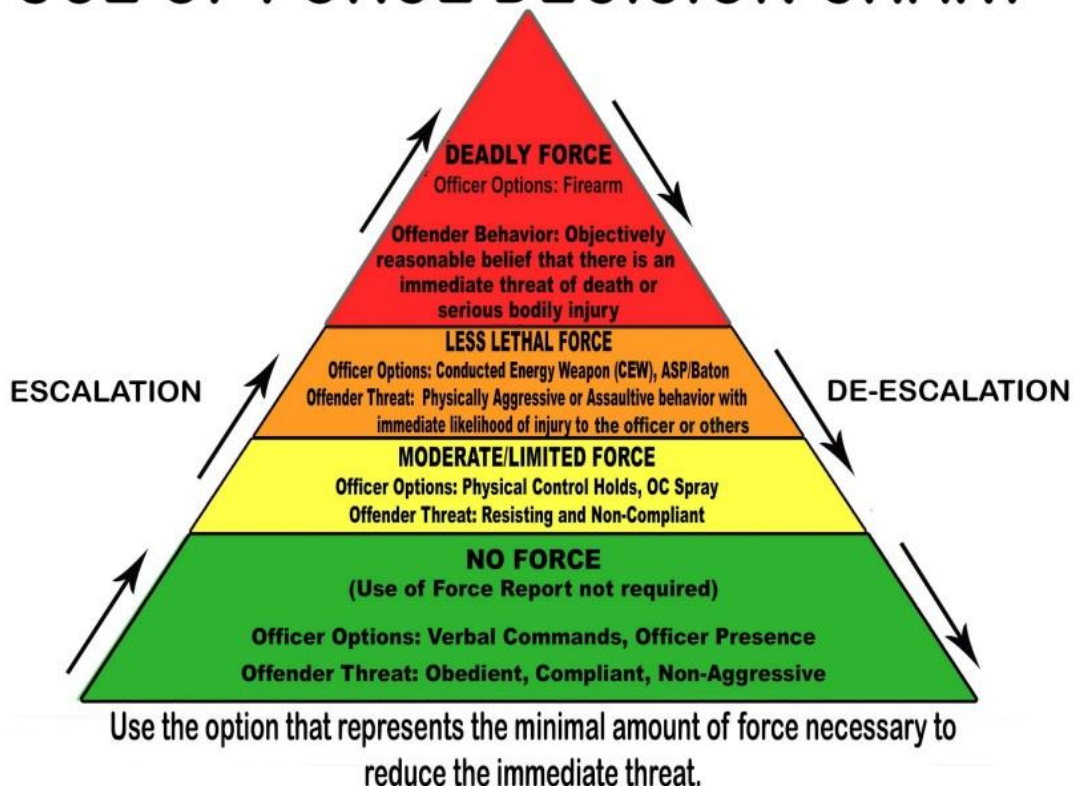 USE OF FORCE DECISION CHART
DEADLY FORCE
Officer Options: Firearm
Offender Behavior: Objectively
reasonable belief that there is an
immediate threat of death or
serious bodily injury
LESS LETHAL FORCE
Officer Options: Conducted Energy Weapon (CEW), ASP/Baton
Offender Threat: Physically Aggressive or Assaultive behavior with
immediate likelihood of injury to the officer or others
ESCALATION
DE-ESCALATION
MODERATE/LIMITED FORCE
Officer Options: Physical Control Holds, OC Spray
Offender Threat: Resisting and Non-Compliant
NO FORCE
(Use of Force Report not required)
Officer Options: Verbal Commands, Officer Presence
Offender Threat: Obedient, Compliant, Non-Aggressive
Use the option that represents the minimal amount of force necessary to
reduce the immediate threat.